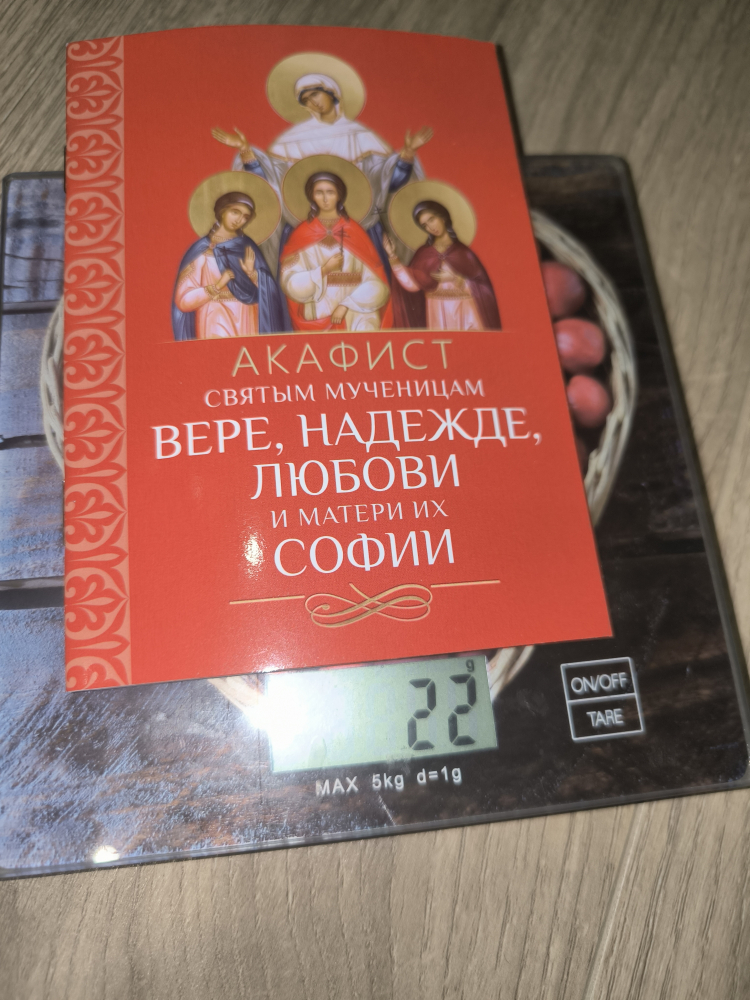 АКАФИСТ
СВЯТЫМ МУЧЕНИЦАМ
ВЕРЕ, НАДЕЖДЕ,
ЛЮБОВИ
И МАТЕРИ ИХ
СОФИИ
g
22
ON/OFF
TARE
MAX 5kg d=1g